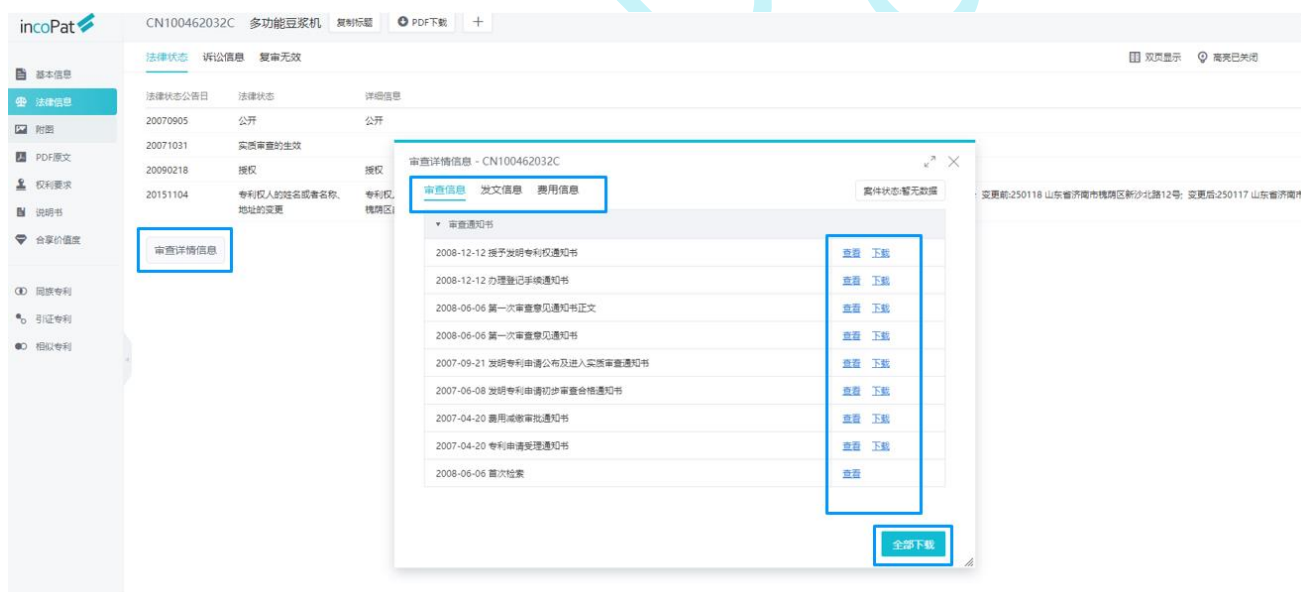 incoPat
CN100462032C 多功能豆浆机 复制标题 PDF下载 +
法律状态 诉讼信息 复审无效
双页显示 高亮已关闭
基本信息
法律信息
附图
PDF原文
权利要求
说明书
合享价值度
同族专利
引证专利
相似专利
法律状态公告日 法律状态 详细信息
20070905 公开 公开
20071031 实质审查的生效
20090218 授权 授权
20151104 专利权人的姓名或者名称、 专利权
地址的变更 槐荫区
变更前:250118 山东省济南市槐荫区新沙北路12号; 变更后:250117 山东省济南市
审查详情信息
审查详情信息 - CN100462032C
审查信息 发文信息 费用信息
案件状态:暂无数据
审查通知书
2008-12-12 授予发明专利权通知书 查看 下载
2008-12-12 办理登记手续通知书 查看 下载
2008-06-06 第一次审查意见通知书正文 查看 下载
2008-06-06 第一次审查意见通知书 查看 下载
2007-09-21 发明专利申请公布及进入实质审查通知书 查看 下载
2007-06-08 发明专利申请初步审查合格通知书 查看 下载
2007-04-20 费用减缴审批通知书 查看 下载
2007-04-20 专利申请受理通知书 查看 下载
2008-06-06 首次检索 查看
全部下载